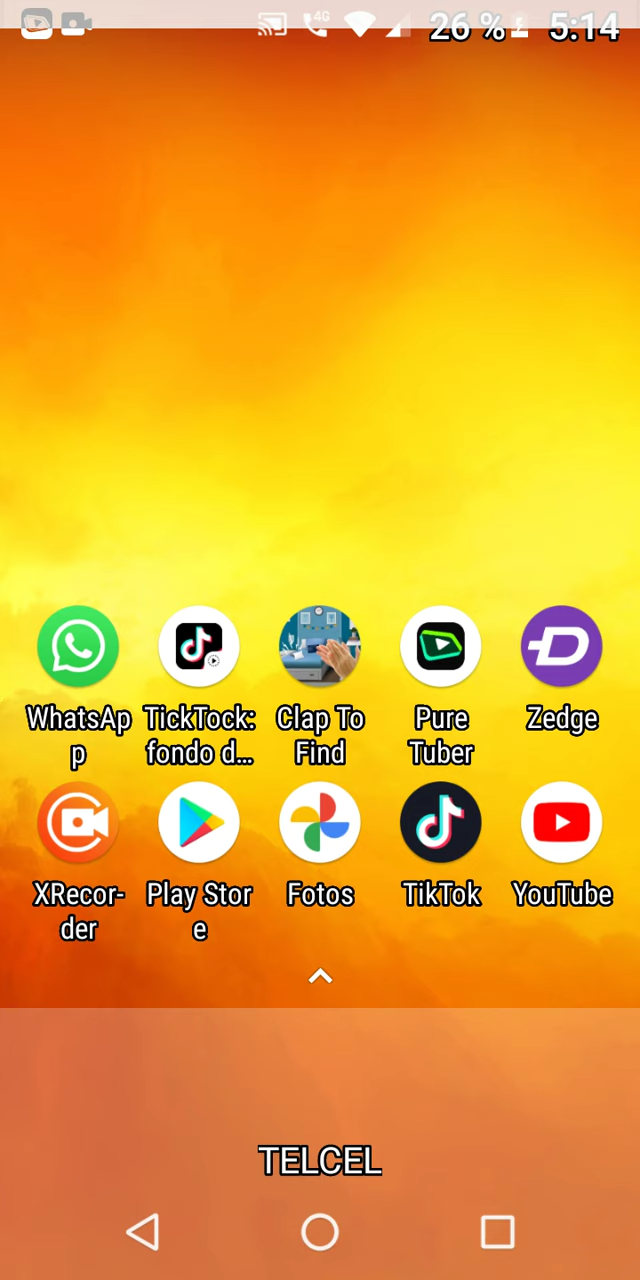 4G 26 % 5:14
WhatsAp TickTock: Clap To Pure Zedge
p fondo d... Find Tuber
XRecor- Play Stor Fotos TikTok YouTube
der e
TELCEL